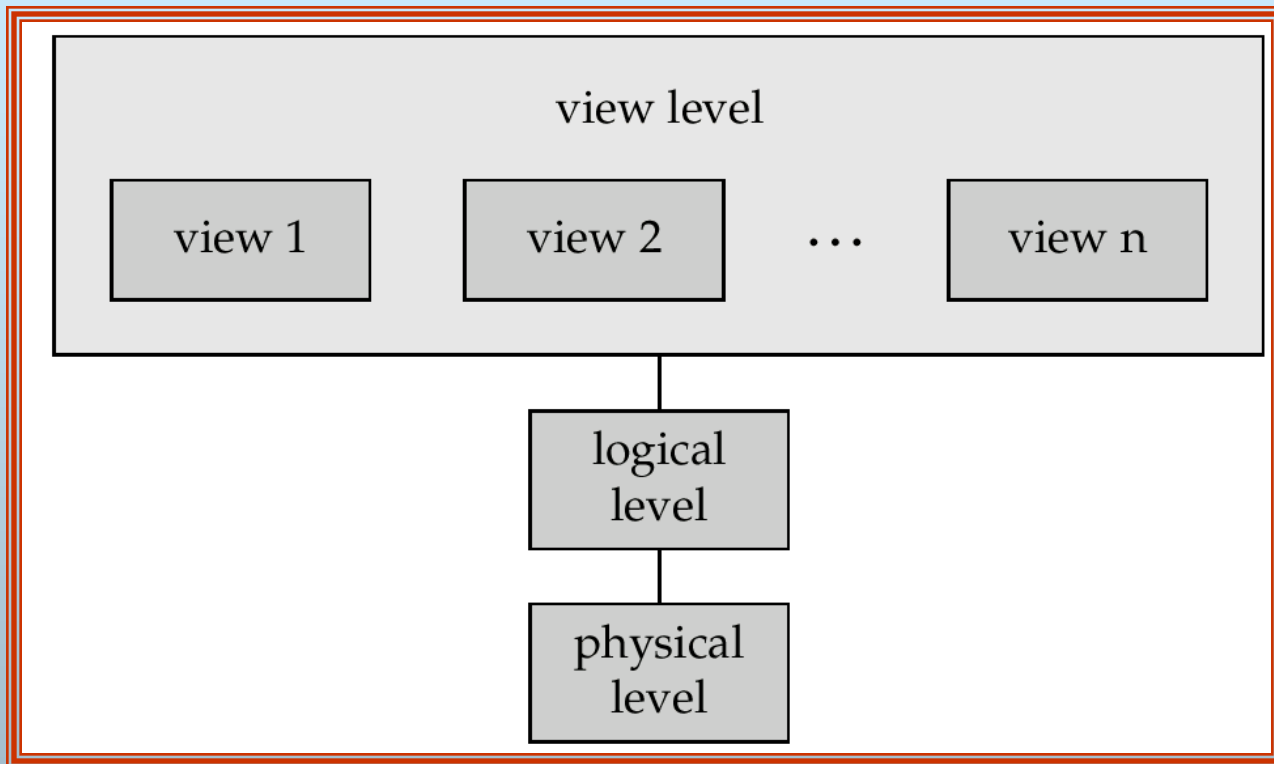 view level
view 1
view 2
...
view n
logical
level
physical
level